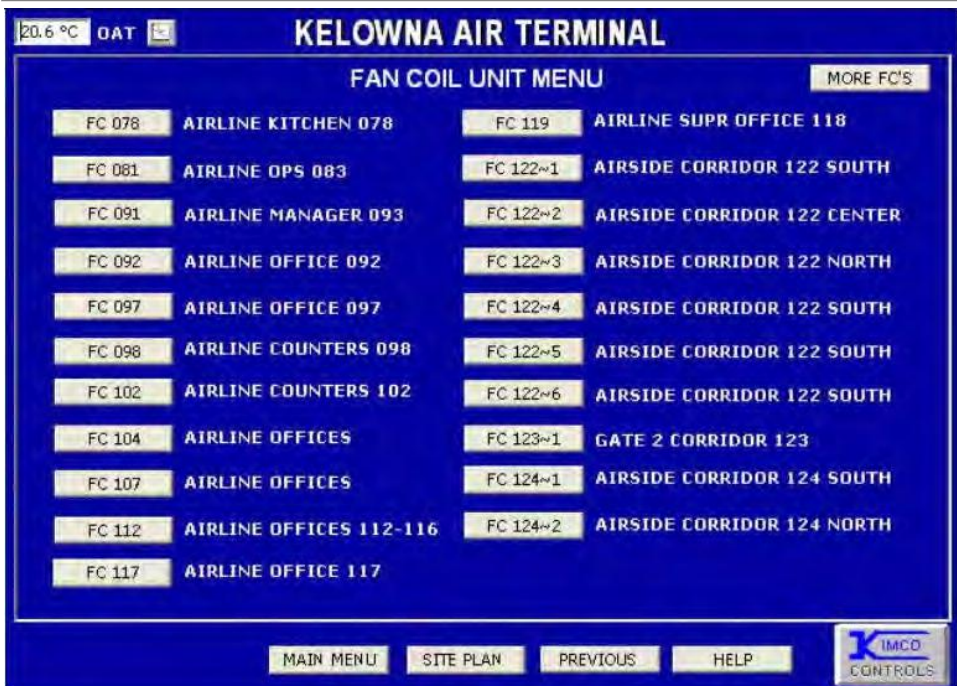 20.6 °C OAT
KELOWNA AIR TERMINAL
FAN COIL UNIT MENU
MORE FC'S
FC 078 AIRLINE KITCHEN 078
FC 081 AIRLINE OPS 083
FC 091 AIRLINE MANAGER 093
FC 092 AIRLINE OFFICE 092
FC 097 AIRLINE OFFICE 097
FC 098 AIRLINE COUNTERS 098
FC 102 AIRLINE COUNTERS 102
FC 104 AIRLINE OFFICES
FC 107 AIRLINE OFFICES
FC 112 AIRLINE OFFICES 112-116
FC 117 AIRLINE OFFICE 117
FC 119 AIRLINE SUPR OFFICE 118
FC 122~1 AIRSIDE CORRIDOR 122 SOUTH
FC 122~2 AIRSIDE CORRIDOR 122 CENTER
FC 122~3 AIRSIDE CORRIDOR 122 NORTH
FC 122~4 AIRSIDE CORRIDOR 122 SOUTH
FC 122~5 AIRSIDE CORRIDOR 122 SOUTH
FC 122~6 AIRSIDE CORRIDOR 122 SOUTH
FC 123~1 GATE 2 CORRIDOR 123
FC 124~1 AIRSIDE CORRIDOR 124 SOUTH
FC 124~2 AIRSIDE CORRIDOR 124 NORTH
MAIN MENU SITE PLAN PREVIOUS HELP
KIMCO
CONTROLS